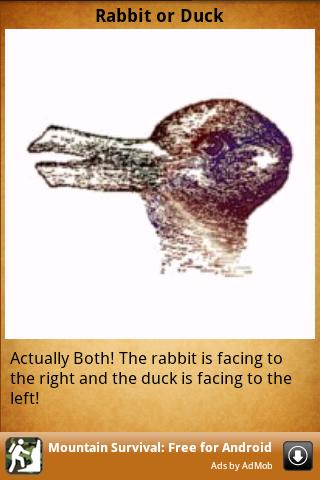 Rabbit or Duck
Actually Both! The rabbit is facing to
the right and the duck is facing to the
left!
Mountain Survival: Free for Android
Ads by AdMob